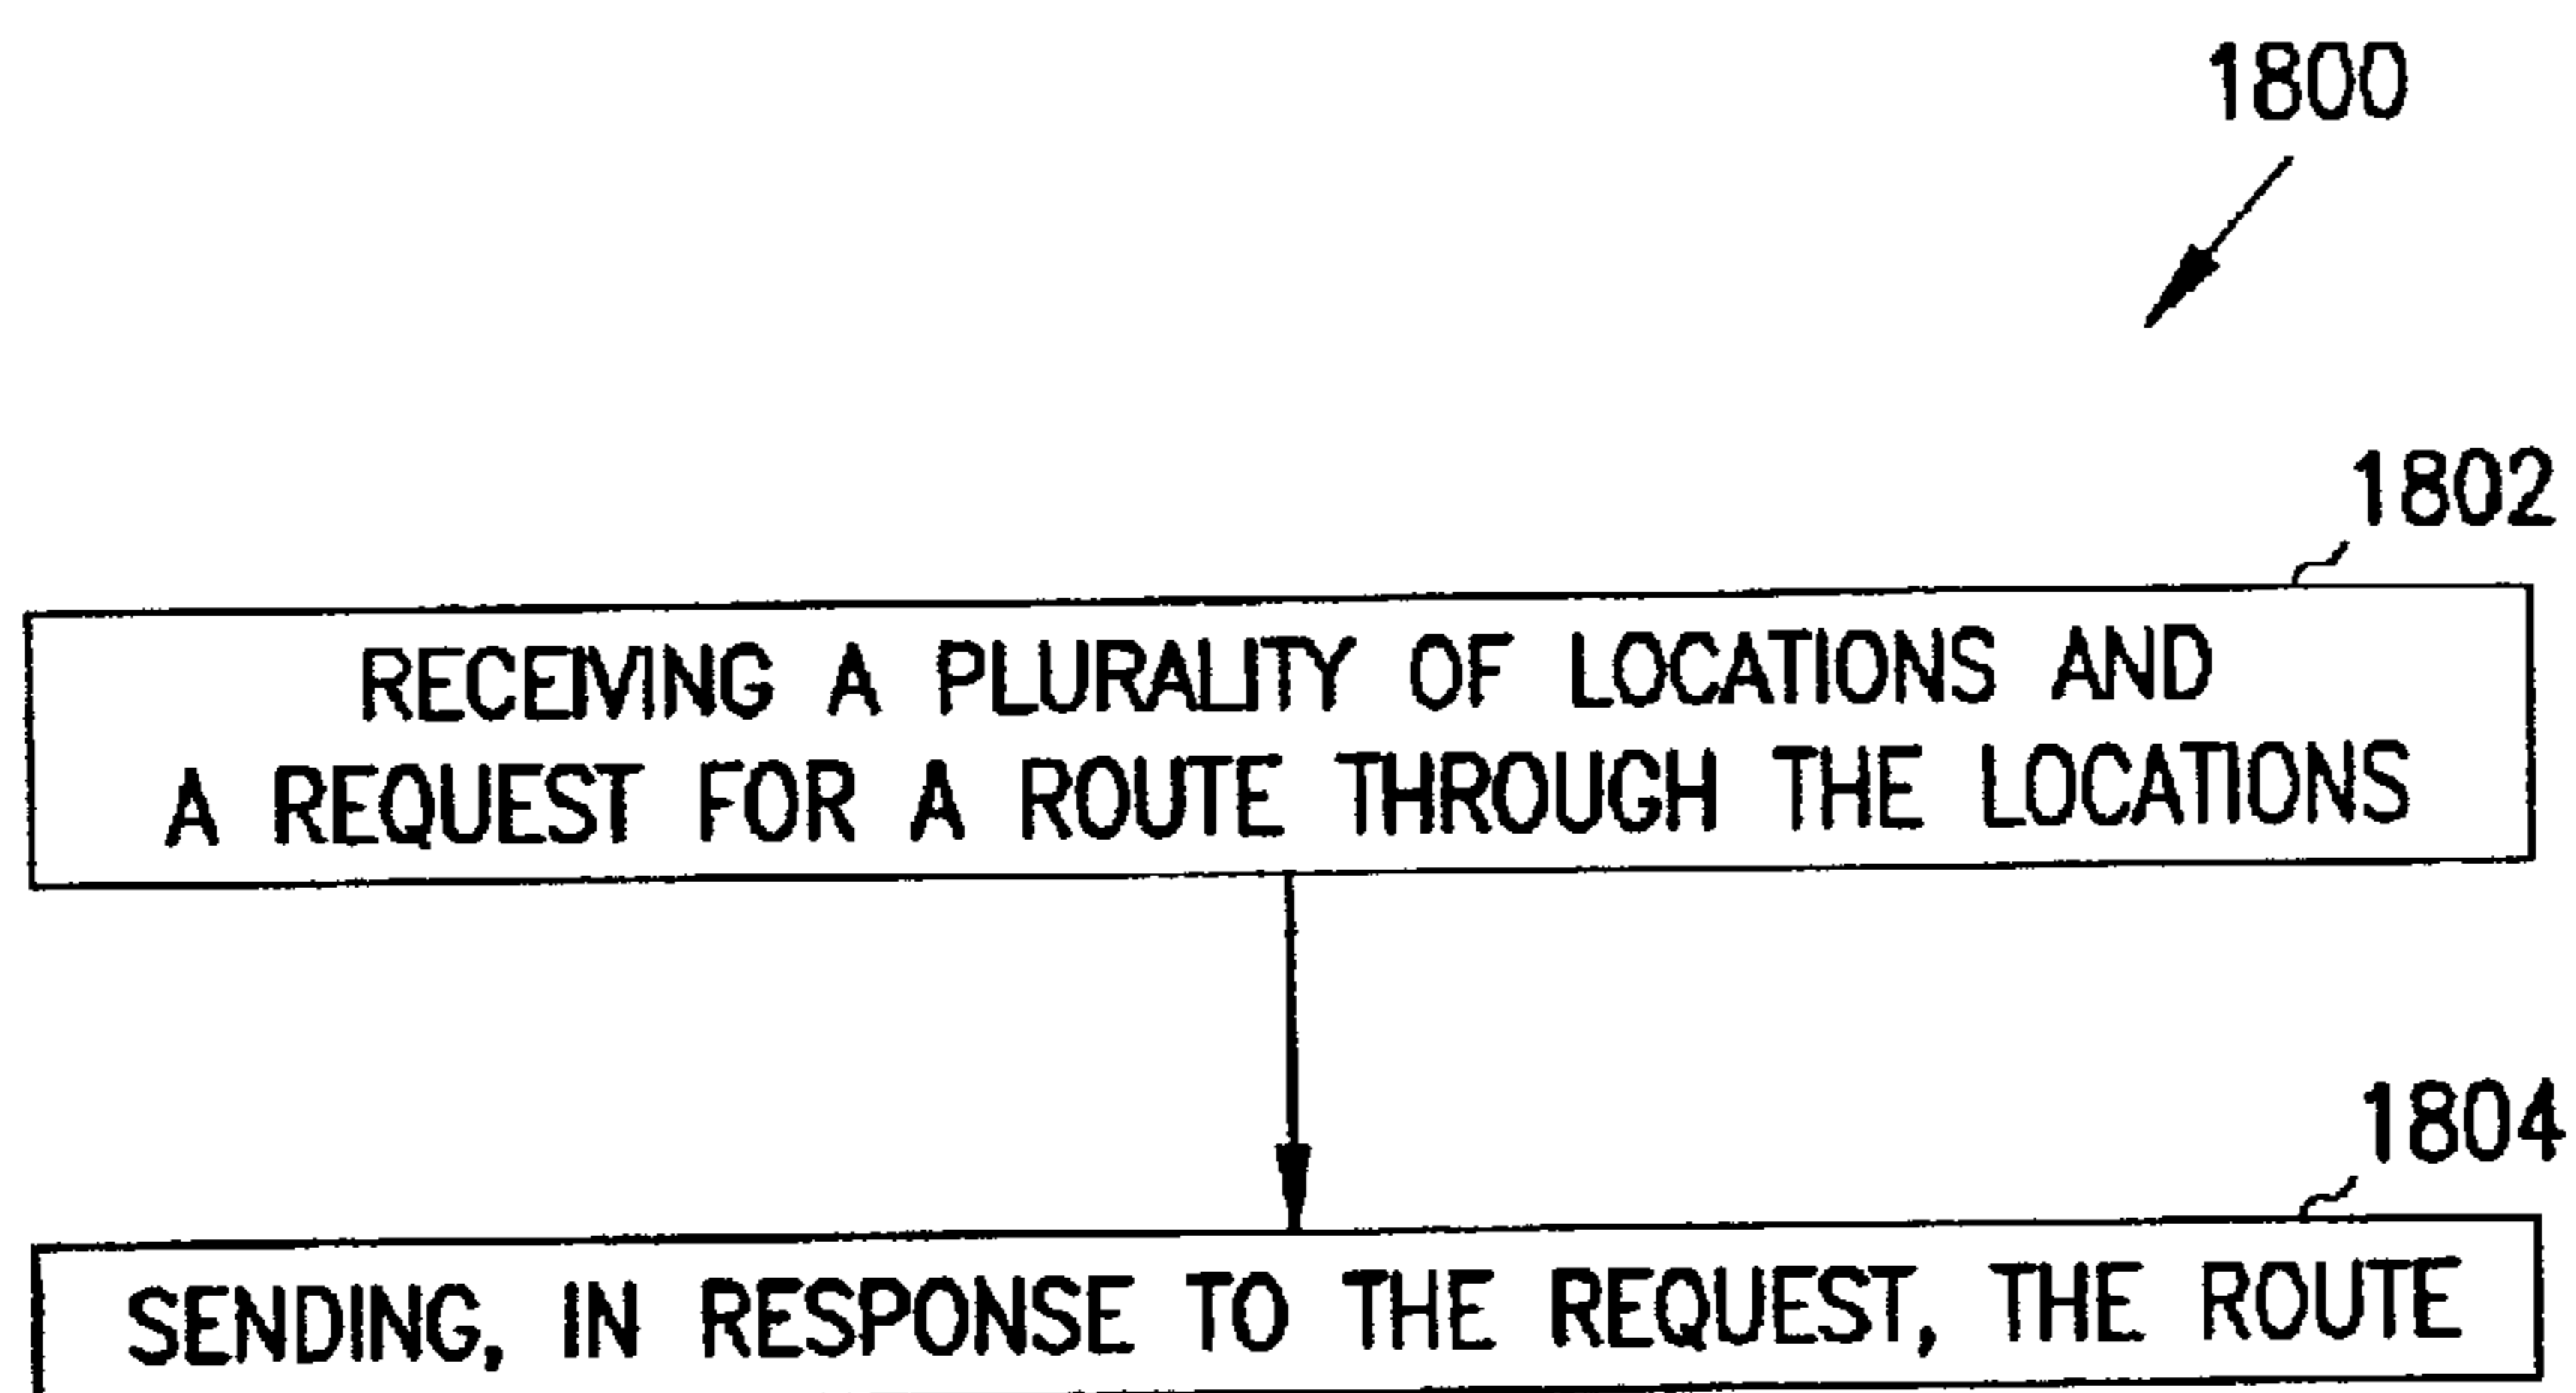 1800
1802
RECEIVING A PLURALITY OF LOCATIONS AND
A REQUEST FOR A ROUTE THROUGH THE LOCATIONS
1804
SENDING, IN RESPONSE TO THE REQUEST, THE ROUTE